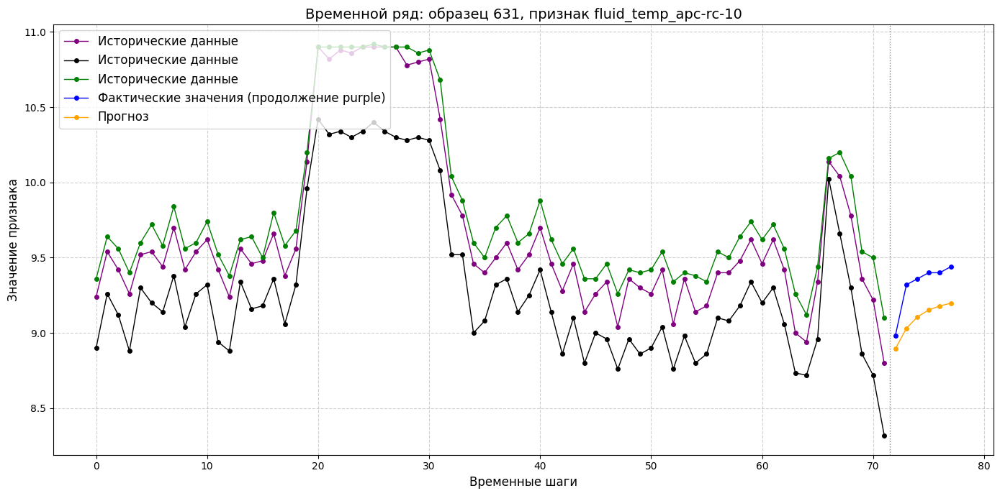 Временной ряд: образец 631, признак fluid_temp_apc-rc-10
Исторические данные
Исторические данные
Исторические данные
Фактические значения (продолжение purple)
Прогноз
Значение признака
11.0
10.5
10.0
9.5
9.0
8.5
0 10 20 30 40 50 60 70 80
Временные шаги